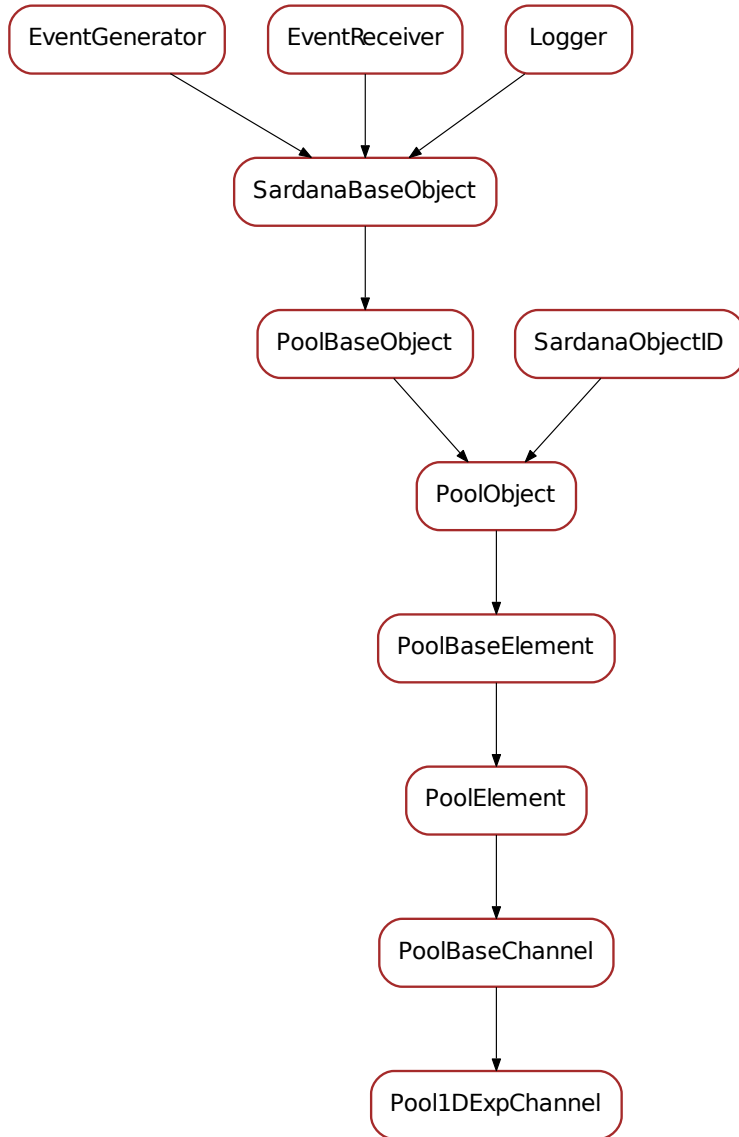 EventGenerator
EventReceiver
Logger
SardanaBaseObject
PoolBaseObject
SardanaObjectID
PoolObject
PoolBaseElement
PoolElement
PoolBaseChannel
Pool1DExpChannel